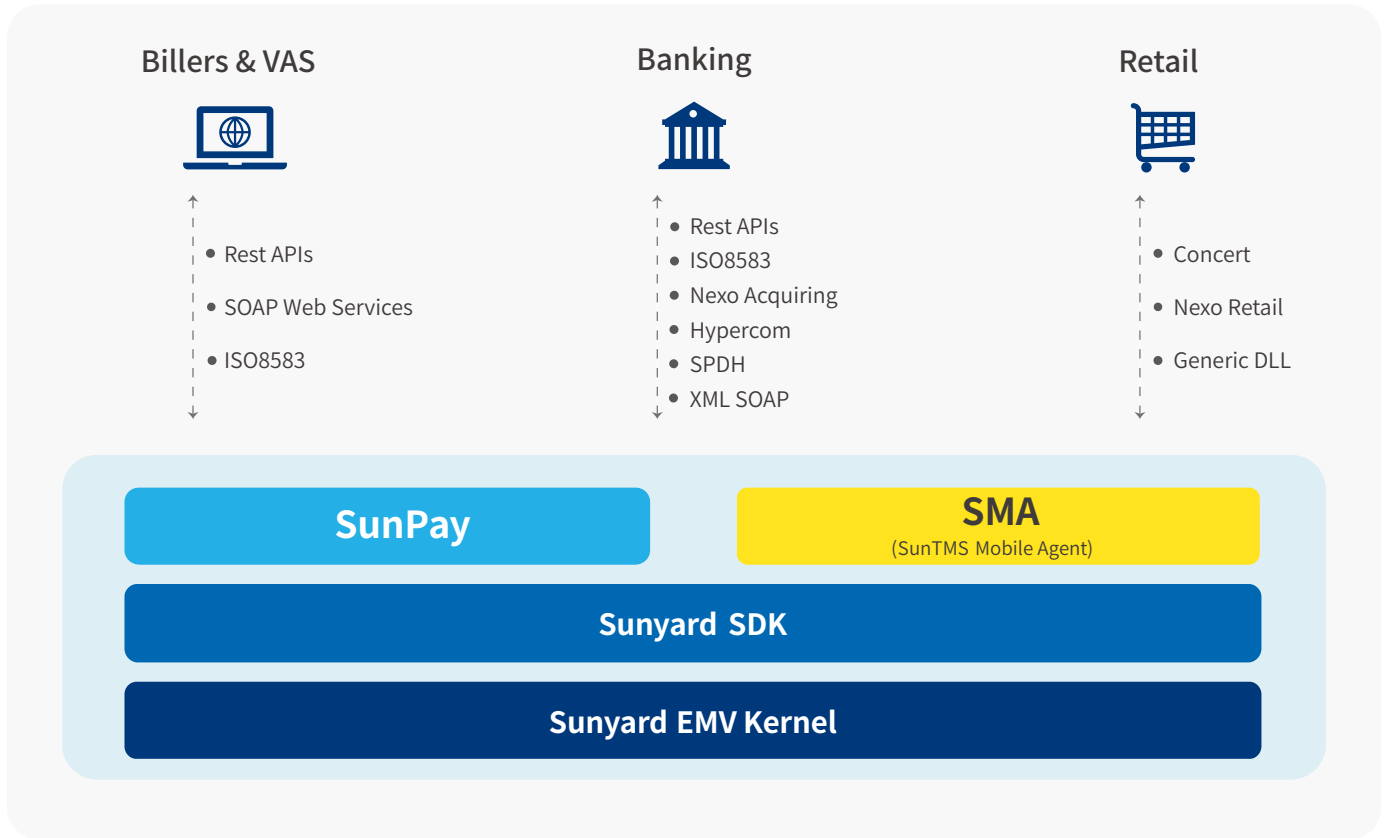 Billers & VAS
Rest APIs
SOAP Web Services
ISO8583
Banking
Rest APIs
ISO8583
Nexo Acquiring
Hypercom
SPDH
XML SOAP
Retail
Concert
Nexo Retail
Generic DLL
SunPay
SMA
(SunTMS Mobile Agent)
Sunyard SDK
Sunyard EMV Kernel